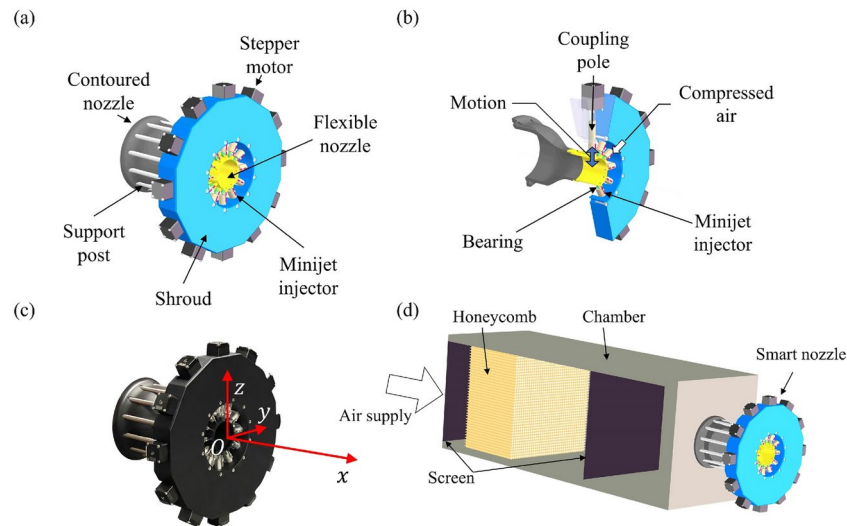 (a)
Stepper
motor
Contoured
nozzle
Flexible
nozzle
Support
post
Minijet
injector
Shroud
(b)
Coupling
pole
Motion
Compressed
air
Bearing
Minijet
injector
(c)
z
y
O
x
(d)
Honeycomb
Chamber
Smart nozzle
Air supply
Screen